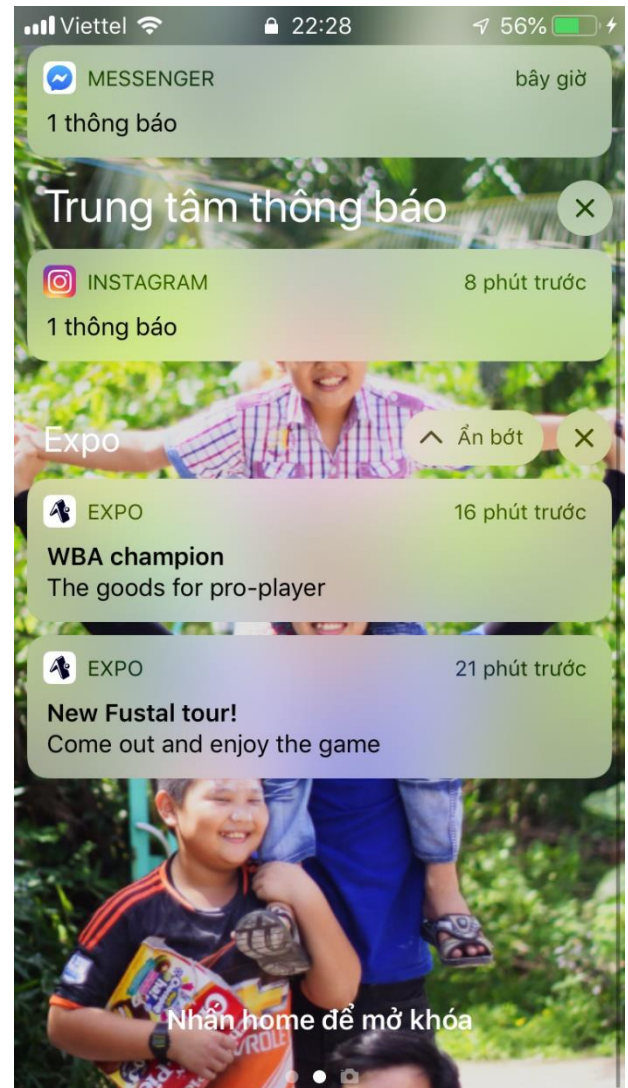 Viettel 22:28 56%
MESSENGER bây giờ
1 thông báo
Trung tâm thông báo
INSTAGRAM 8 phút trước
1 thông báo
Expo Ẩn bớt
EXPO 16 phút trước
WBA champion
The goods for pro-player
EXPO 21 phút trước
New Fustal tour!
Come out and enjoy the game
Nhấn home để mở khóa